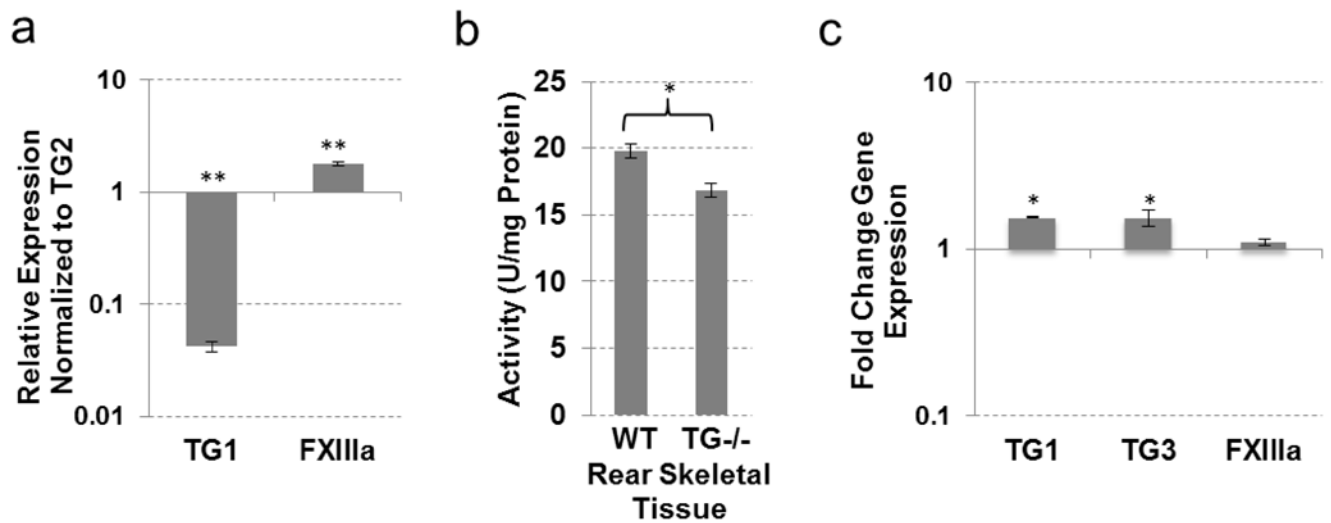 a
Relative Expression
Normalized to TG2
10
1
0.1
0.01
**
**
TG1 FXIIIa
b
Activity (U/mg Protein)
25
20
15
10
5
0
*
WT TG-/-
Rear Skeletal
Tissue
c
Fold Change Gene
Expression
10
1
0.1
*
*
TG1 TG3 FXIIIa